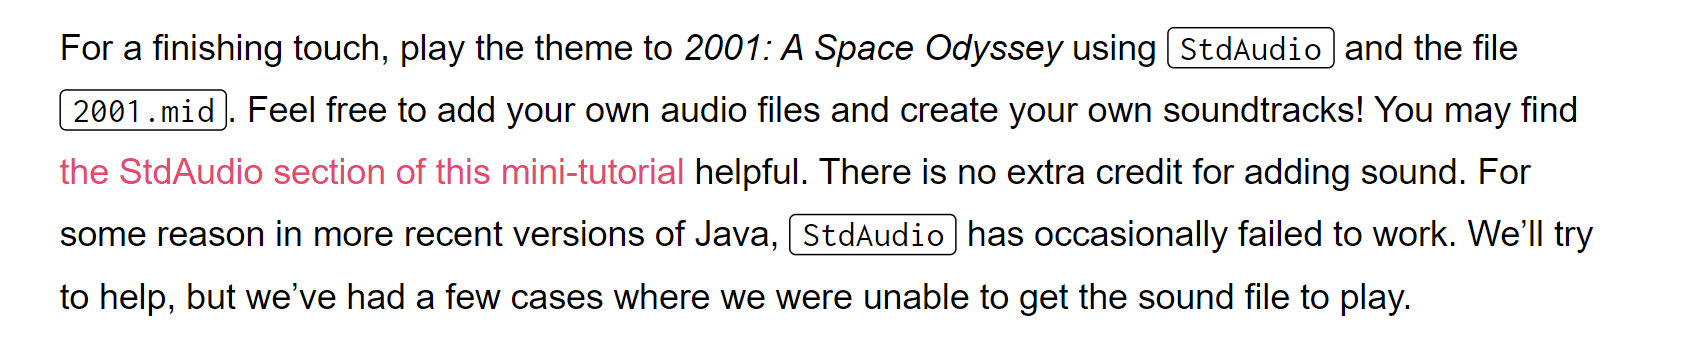 For a finishing touch, play the theme to 2001: A Space Odyssey using StdAudio and the file
2001.mid. Feel free to add your own audio files and create your own soundtracks! You may find
the StdAudio section of this mini-tutorial helpful. There is no extra credit for adding sound. For
some reason in more recent versions of Java, StdAudio has occasionally failed to work. We’ll try
to help, but we’ve had a few cases where we were unable to get the sound file to play.